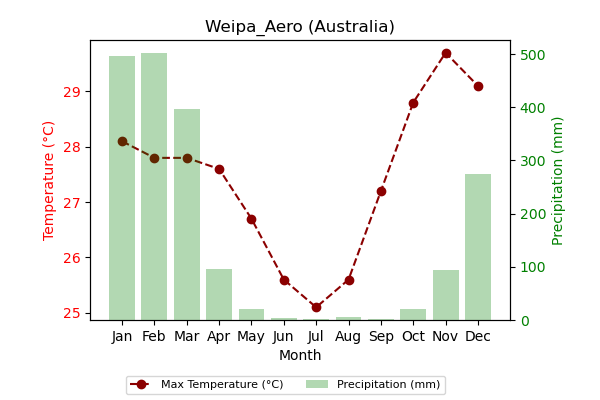 Weipa_Aero (Australia)
Temperature (°C)
29
28
27
26
25
500
400
300
200
100
0
Precipitation (mm)
Jan Feb Mar Apr May Jun Jul Aug Sep Oct Nov Dec
Month
Max Temperature (°C) Precipitation (mm)